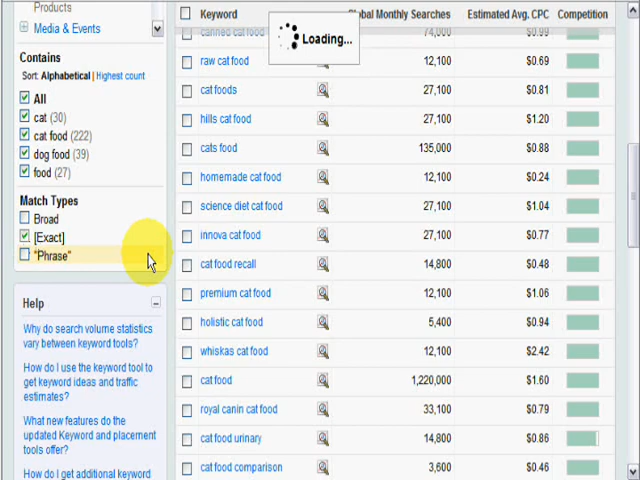 Products
Media & Events
Contains
Sort: Alphabetical | Highest count
All
cat (30)
cat food (222)
dog food (39)
food (27)
Match Types
Broad
[Exact]
"Phrase"
Help
Why do search volume statistics
vary between keyword tools?
How do I use the keyword tool to
get keyword ideas and traffic
estimates?
What new features do the
updated Keyword and placement
tools offer?
How do I get additional keyword
Keyword Global Monthly Searches Estimated Avg. CPC Competition
Loading...
canned cat food 74,000 $0.99
raw cat food 12,100 $0.69
cat foods 27,100 $0.81
hills cat food 27,100 $1.20
cats food 135,000 $0.88
homemade cat food 12,100 $0.24
science diet cat food 27,100 $1.04
innova cat food 27,100 $0.77
cat food recall 14,800 $0.48
premium cat food 12,100 $1.06
holistic cat food 5,400 $0.94
whiskas cat food 12,100 $2.42
cat food 1,220,000 $1.60
royal canin cat food 33,100 $0.79
cat food urinary 14,800 $0.86
cat food comparison 3,600 $0.46